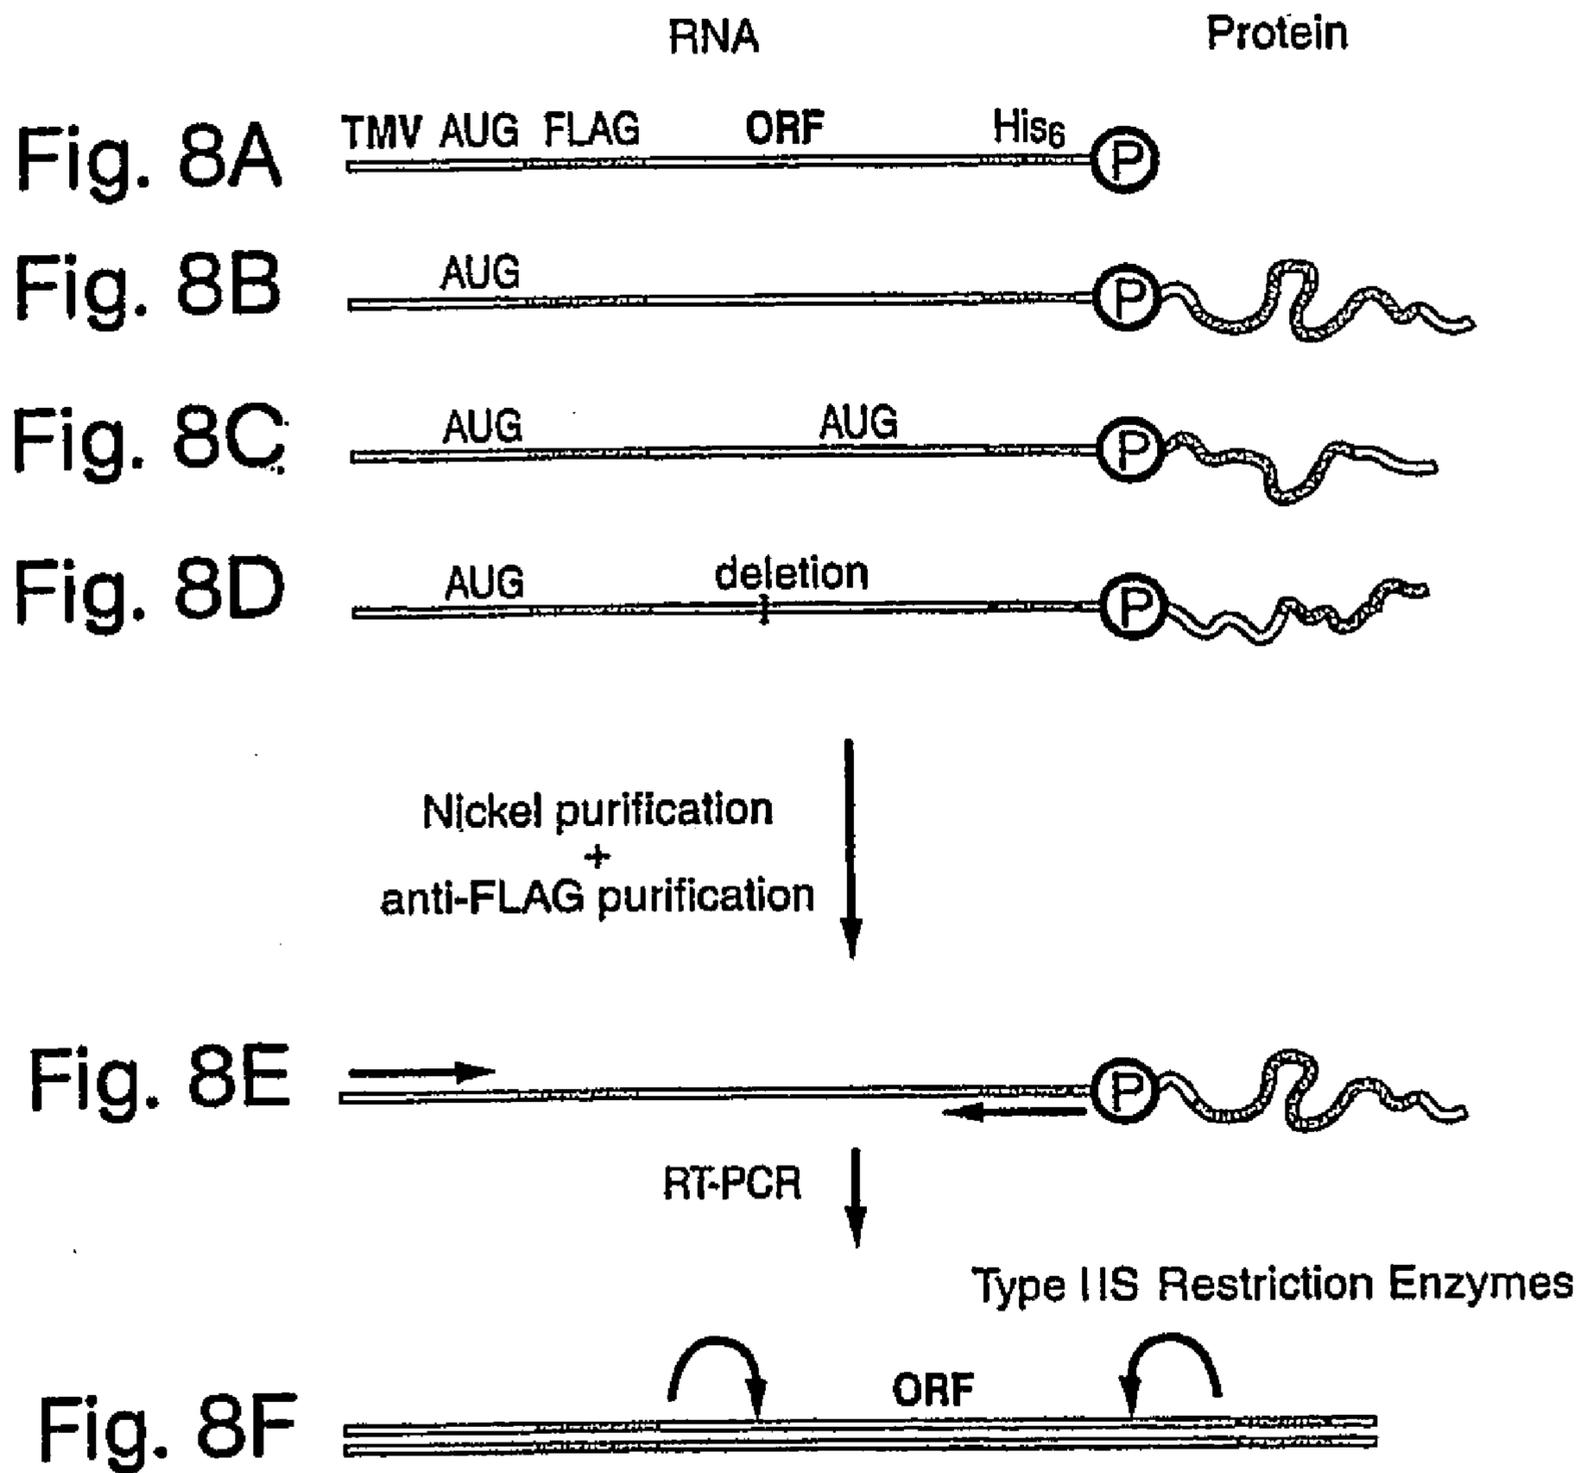 RNA Protein
Fig. 8A TMV AUG FLAG ORF His6 P
Fig. 8B AUG P
Fig. 8C AUG AUG P
Fig. 8D AUG deletion P
Nickel purification
+
anti-FLAG purification
Fig. 8E P
RT-PCR
Type IIS Restriction Enzymes
Fig. 8F ORF